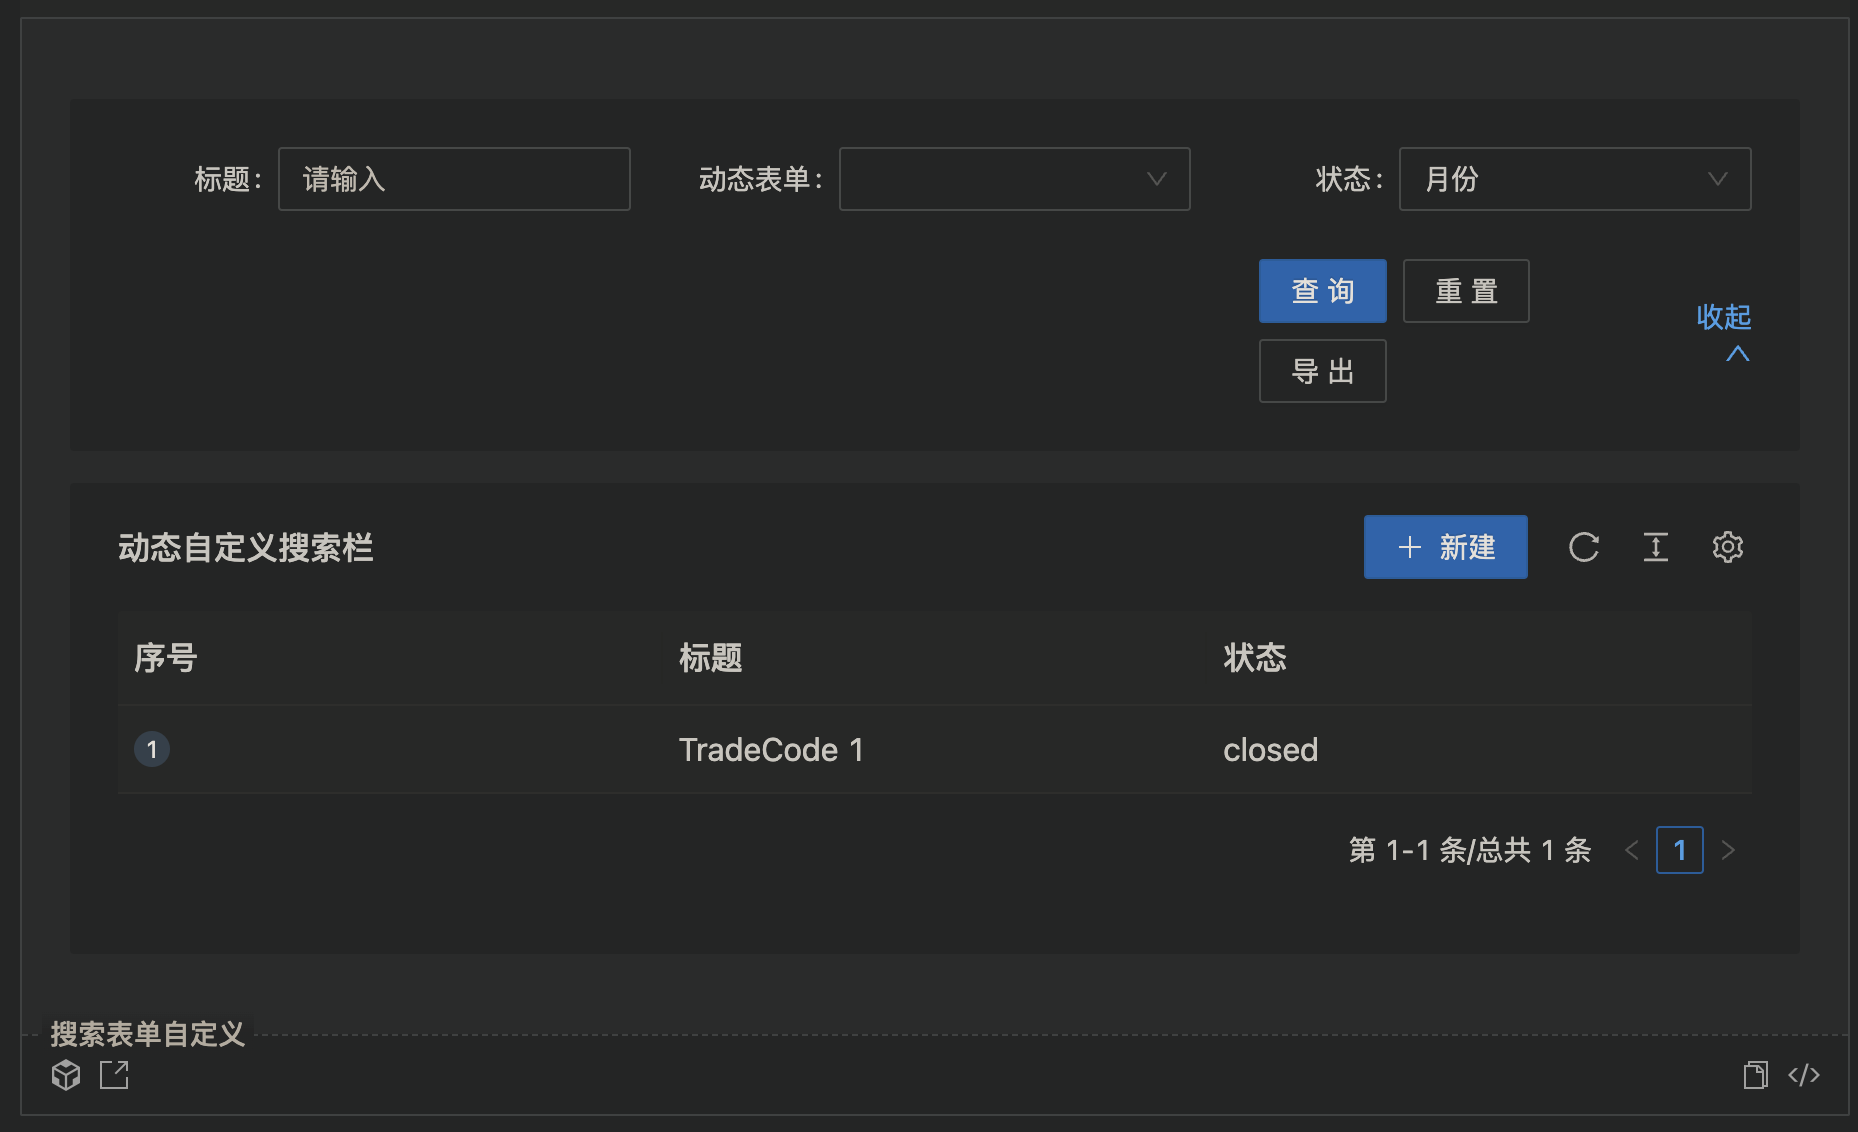 标题: 请输入 动态表单: 状态: 月份
查 询 重 置
收起
导 出
动态自定义搜索栏 新建
序号 标题 状态
1 TradeCode 1 closed
第 1-1 条/总共 1 条 1
搜索表单自定义